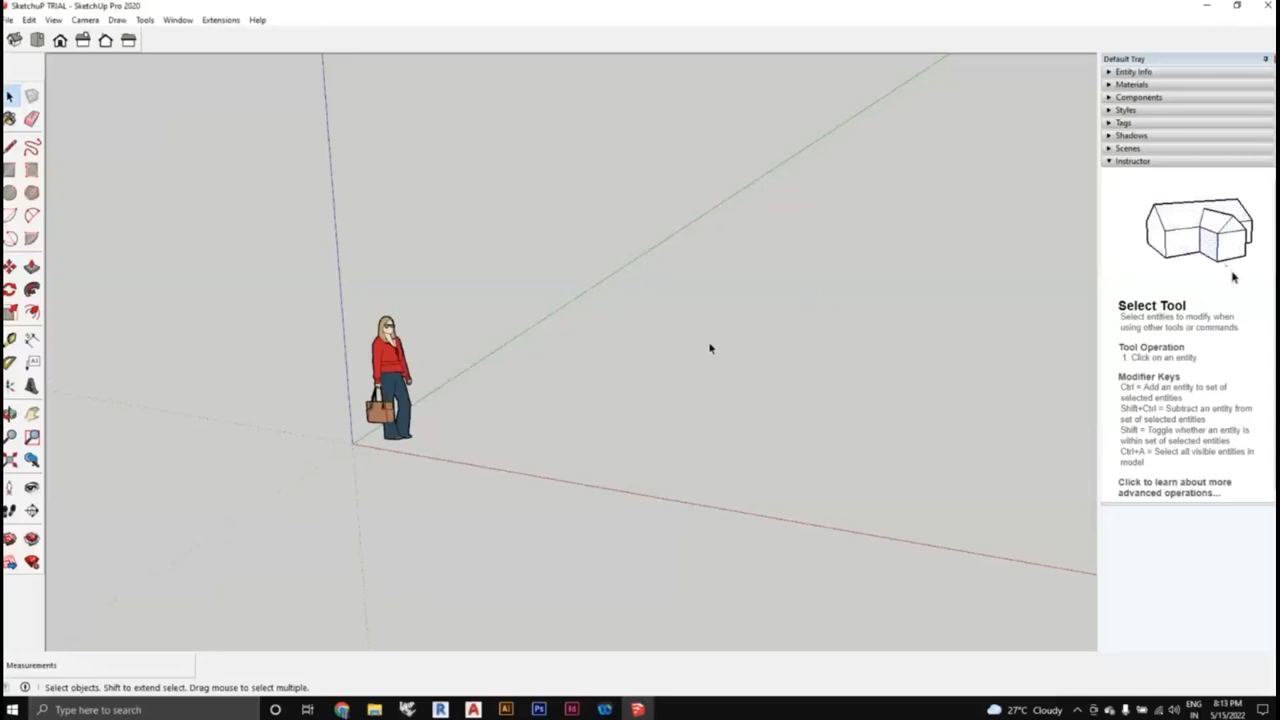 SketchuP TRIAL - SketchUp Pro 2020
File Edit View Camera Draw Tools Window Extensions Help
Default Tray
Entity Info
Materials
Components
Styles
Tags
Shadows
Scenes
Instructor
Select Tool
Select entities to modify when
using other tools or commands
Tool Operation
1. Click on an entity
Modifier Keys
Ctrl = Add an entity to set of
selected entities
Shift+Ctrl = Subtract an entity from
set of selected entities
Shift = Toggle whether an entity is
within set of selected entities
Ctrl+A = Select all visible entities in
model
Click to learn about more
advanced operations...
Measurements
Select objects. Shift to extend select. Drag mouse to select multiple.
Type here to search
R
A
Ai
Ps
Id
27°C Cloudy
ENG
IN
8:13 PM
5/15/2022